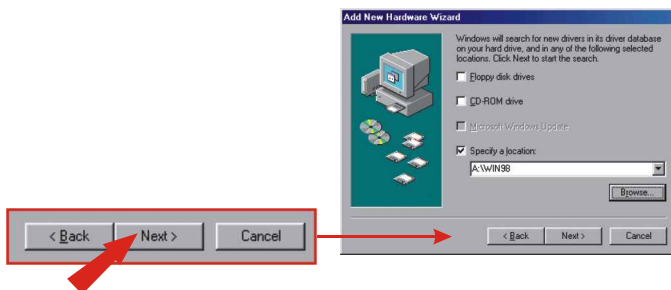 Add New Hardware Wizard
Windows will search for new drivers in its driver database
on your hard drive, and in any of the following selected
locations. Click Next to start the search.
Floppy disk drives
CD-ROM drive
Microsoft Windows Update
Specify a location:
A:\WIN98
Browse...
< Back
Next >
Cancel
< Back
Next >
Cancel